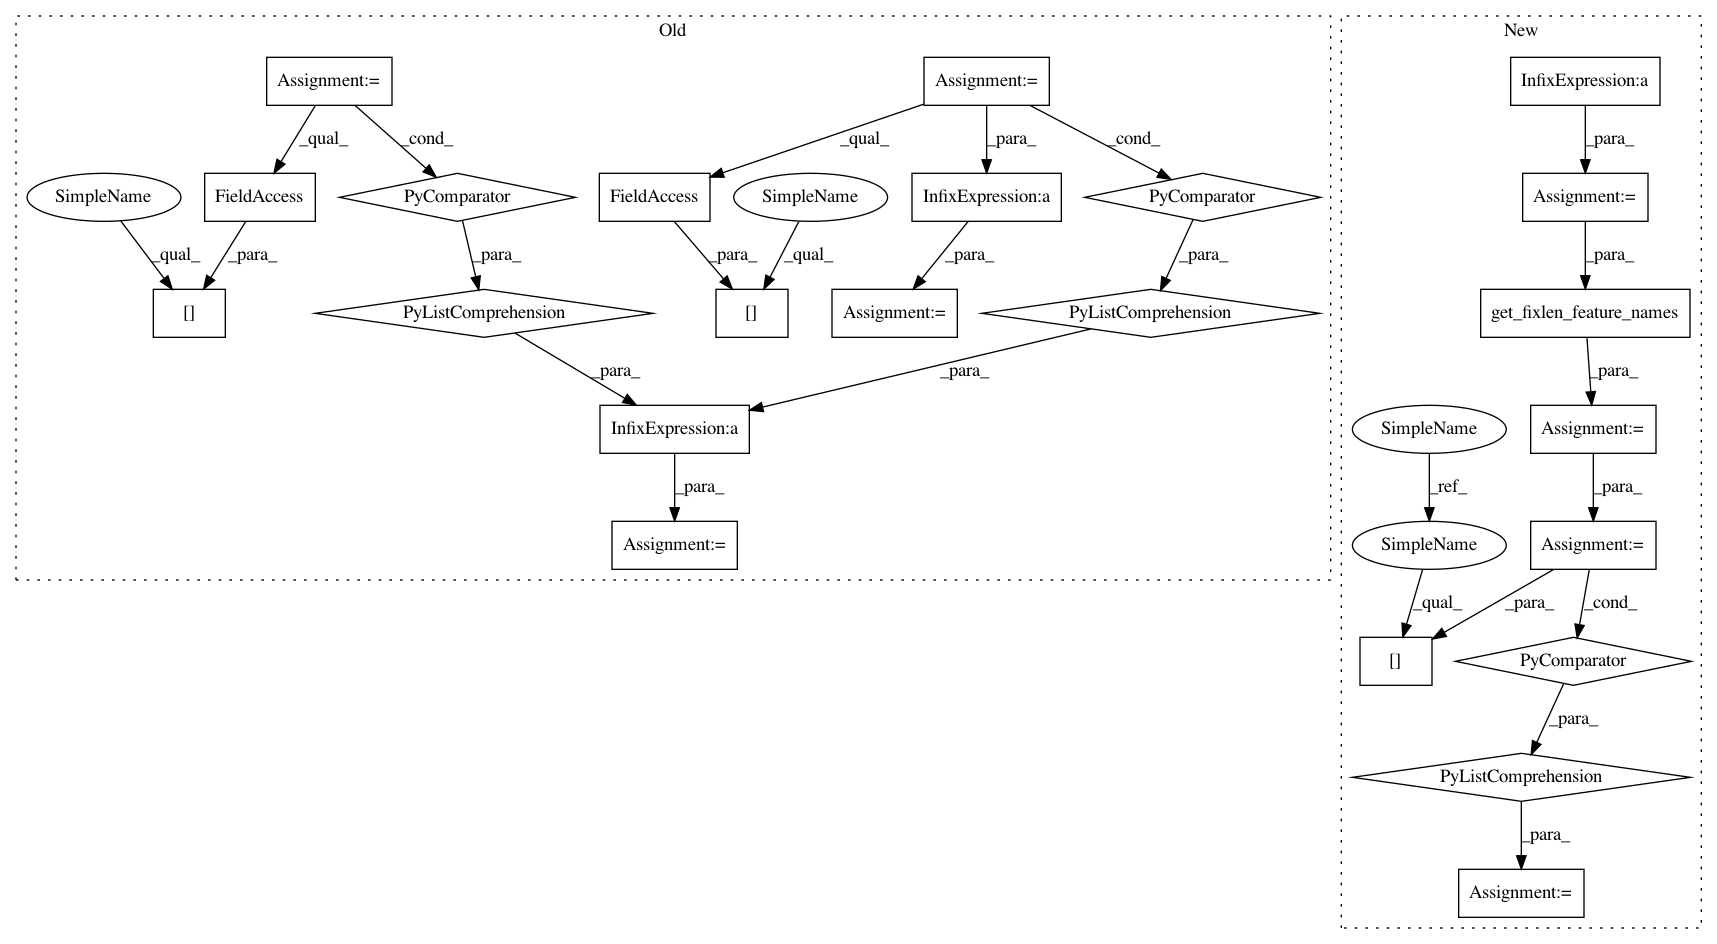 Old
New
Assignment:=
Assignment:=
InfixExpression:a
_qual_
_cond_
_qual_
_para_
_cond_
_para_
SimpleName
FieldAccess
PyComparator
FieldAccess
SimpleName
InfixExpression:a
PyComparator
Assignment:=
_qual_
_para_
_para_
_para_
_qual_
_para_
_para_
_para_
[]
PyListComprehension
[]
Assignment:=
PyListComprehension
get_fixlen_feature_names
_para_
_para_
_para_
InfixExpression:a
SimpleName
Assignment:=
_para_
_ref_
_para_
Assignment:=
SimpleName
Assignment:=
_qual_
_para_
_cond_
[]
PyComparator
_para_
PyListComprehension
_para_
Assignment:=